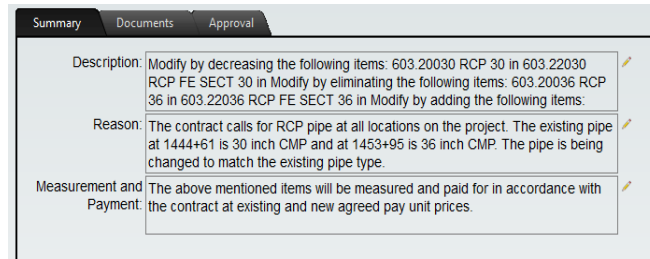 Summary Documents Approval
Description: Modify by decreasing the following items: 603.20030 RCP 30 in 603.22030
RCP FE SECT 30 in Modify by eliminating the following items: 603.20036 RCP
36 in 603.22036 RCP FE SECT 36 in Modify by adding the following items:
Reason: The contract calls for RCP pipe at all locations on the project. The existing pipe
at 1444+61 is 30 inch CMP and at 1453+95 is 36 inch CMP. The pipe is being
changed to match the existing pipe type.
Measurement and Payment: The above mentioned items will be measured and paid for in accordance with
the contract at existing and new agreed pay unit prices.